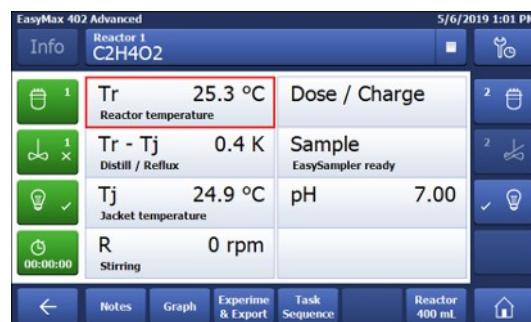 EasyMax 402 Advanced 5/6/2019 1:01 PM
Info
Reactor 1
C2H4O2
1
Tr 25.3 °C
Reactor temperature
Dose / Charge
2
1
Tr - Tj 0.4 K
Distill / Reflux
Sample
EasySampler ready
2
Tj 24.9 °C
Jacket temperature
pH 7.00
00:00:00
R 0 rpm
Stirring
Notes
Graph
Experime
& Export
Task
Sequence
Reactor
400 mL